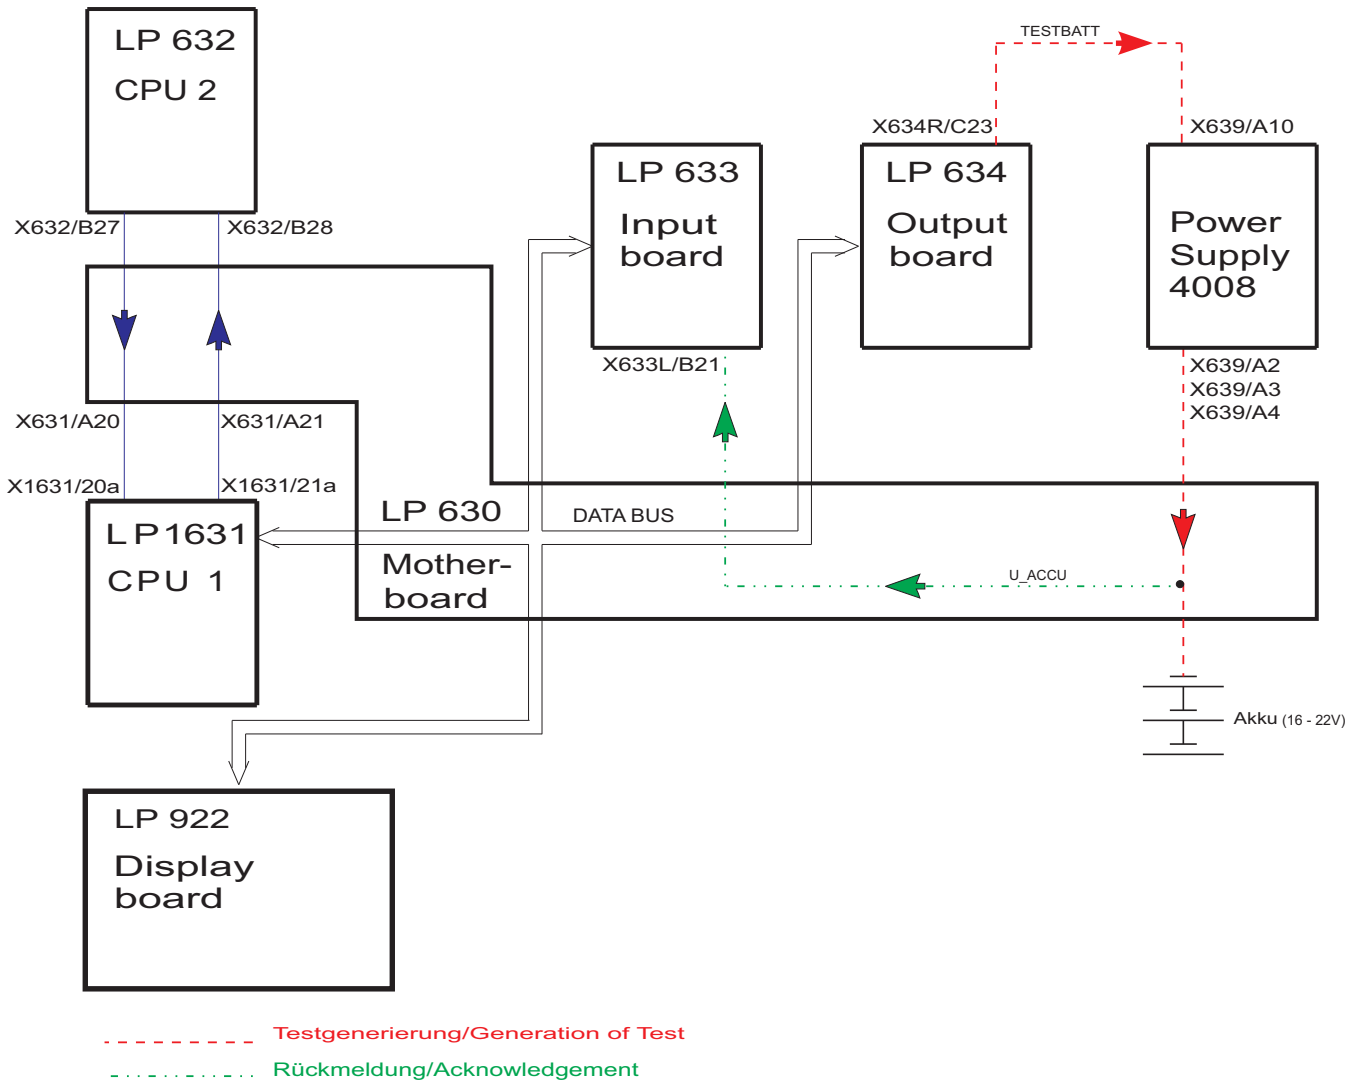 LP 632
CPU 2
TESTBATT
X634R/C23
X639/A10
LP 633
Input
board
LP 634
Output
board
Power
Supply
4008
X632/B27
X632/B28
X633L/B21
X639/A2
X639/A3
X639/A4
X631/A20
X631/A21
X1631/20a
X1631/21a
LP1631
CPU 1
LP 630
Mother-
board
DATA BUS
U_ACCU
Akku (16 - 22V)
LP 922
Display
board
Testgenerierung/Generation of Test
Rückmeldung/Acknowledgement